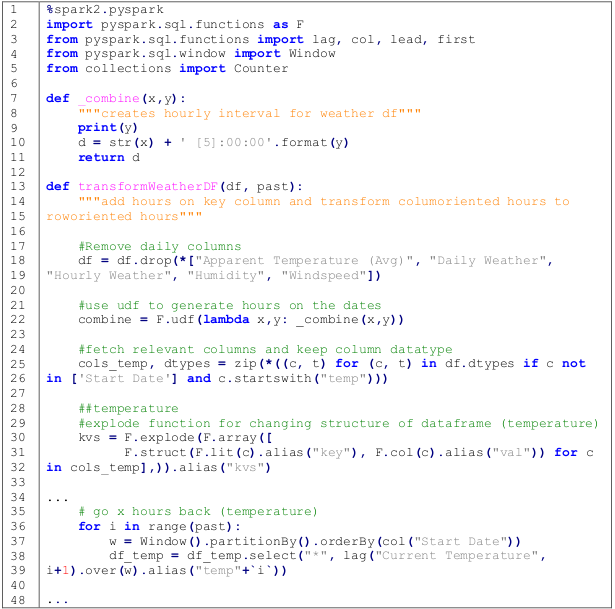 1 %spark2.pyspark
2 import pyspark.sql.functions as F
3 from pyspark.sql.functions import lag, col, lead, first
4 from pyspark.sql.window import Window
5 from collections import Counter
6
7 def _combine(x,y):
8     """creates hourly interval for weather df"""
9     print(y)
10     d = str(x) + ' [5]:00:00'.format(y)
11     return d
12
13 def transformWeatherDF(df, past):
14     """add hours on key column and transform columoriented hours to
15 roworiented hours"""
16
17     #Remove daily columns
18     df = df.drop(*["Apparent Temperature (Avg)", "Daily Weather",
19 "Hourly Weather", "Humidity", "Windspeed"])
20
21     #use udf to generate hours on the dates
22     combine = F.udf(lambda x,y: _combine(x,y))
23
24     #fetch relevant columns and keep column datatype
25     cols_temp, dtypes = zip(*((c, t) for (c, t) in df.dtypes if c not
26 in ['Start Date'] and c.startswith("temp")))
27
28     ##temperature
29     #explode function for changing structure of dataframe (temperature)
30     kvs = F.explode(F.array([
31           F.struct(F.lit(c).alias("key"), F.col(c).alias("val")) for c
32 in cols_temp],)).alias("kvs")
33
34 ...
35     # go x hours back (temperature)
36     for i in range(past):
37         w = Window().partitionBy().orderBy(col("Start Date"))
38         df_temp = df_temp.select("*", lag("Current Temperature",
39 i+1).over(w).alias("temp"+`i`))
40
48 ...